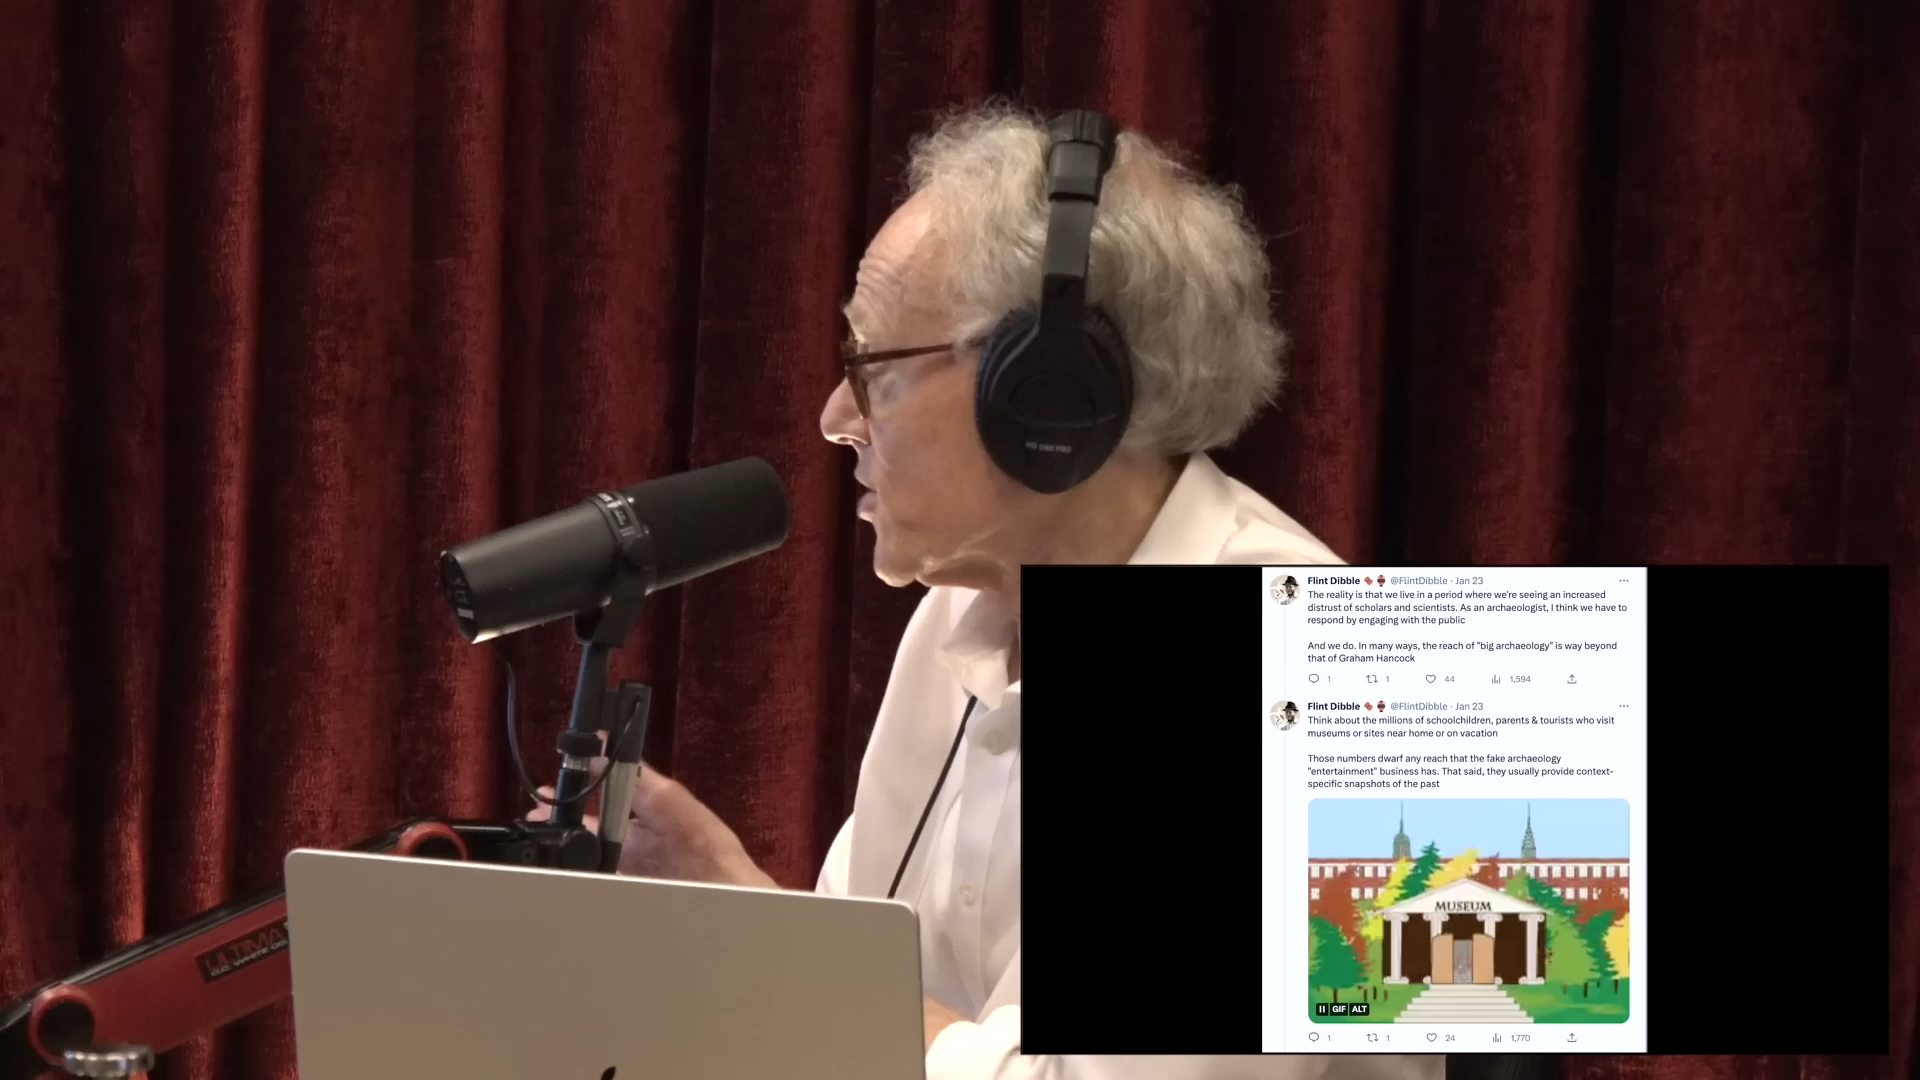 Flint Dibble @FlintDibble · Jan 23
The reality is that we live in a period where we're seeing an increased
distrust of scholars and scientists. As an archaeologist, I think we have to
respond by engaging with the public
And we do. In many ways, the reach of "big archaeology" is way beyond
that of Graham Hancock
1 1 44 1,594
Flint Dibble @FlintDibble · Jan 23
Think about the millions of schoolchildren, parents & tourists who visit
museums or sites near home or on vacation
Those numbers dwarf any reach that the fake archaeology
"entertainment" business has. That said, they usually provide context-
specific snapshots of the past
MUSEUM
GIF ALT
1 1 24 1,770
ULTIMA
O.C. WHITE CO.